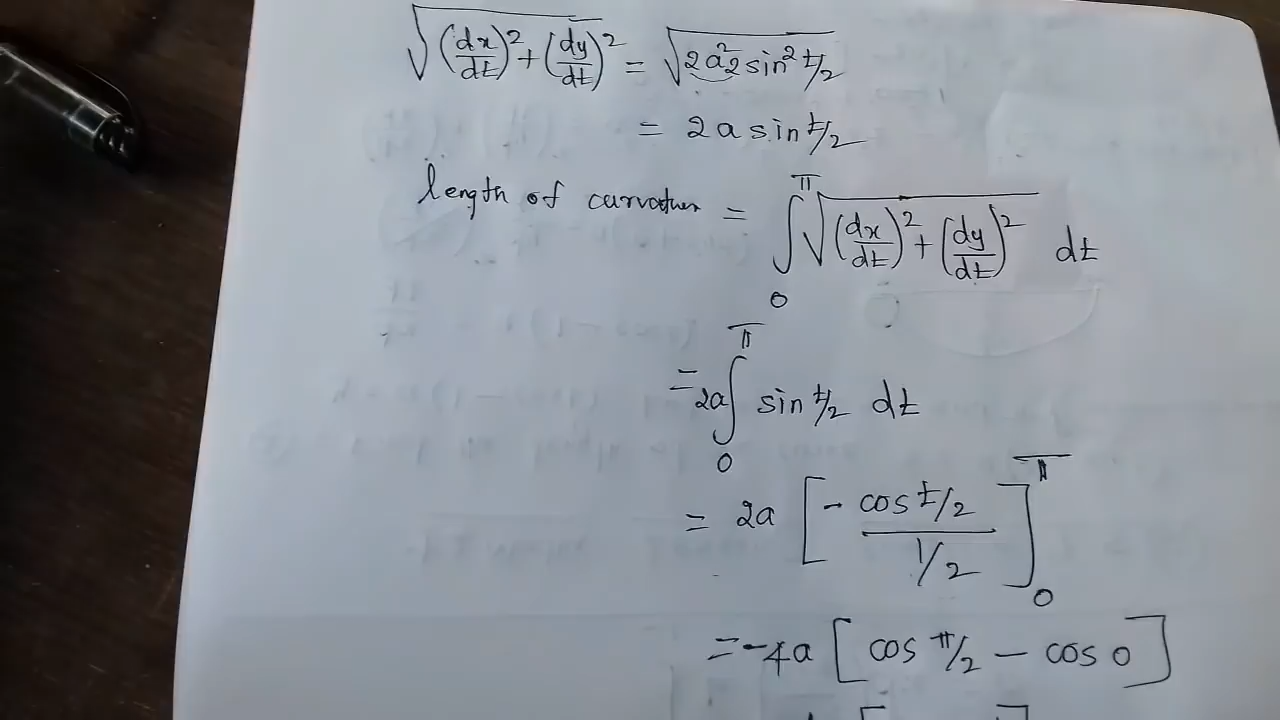 √((dx/dt)² + (dy/dt)²) = √(2a²2 sin² t/2)
= 2a sin t/2
length of = ∫₀^π √((dx/dt)² + (dy/dt)²) dt
= 2a ∫₀^π sin t/2 dt
= 2a [- cos t/2 / 1/2]₀^π
= -4a [cos π/2 - cos 0]